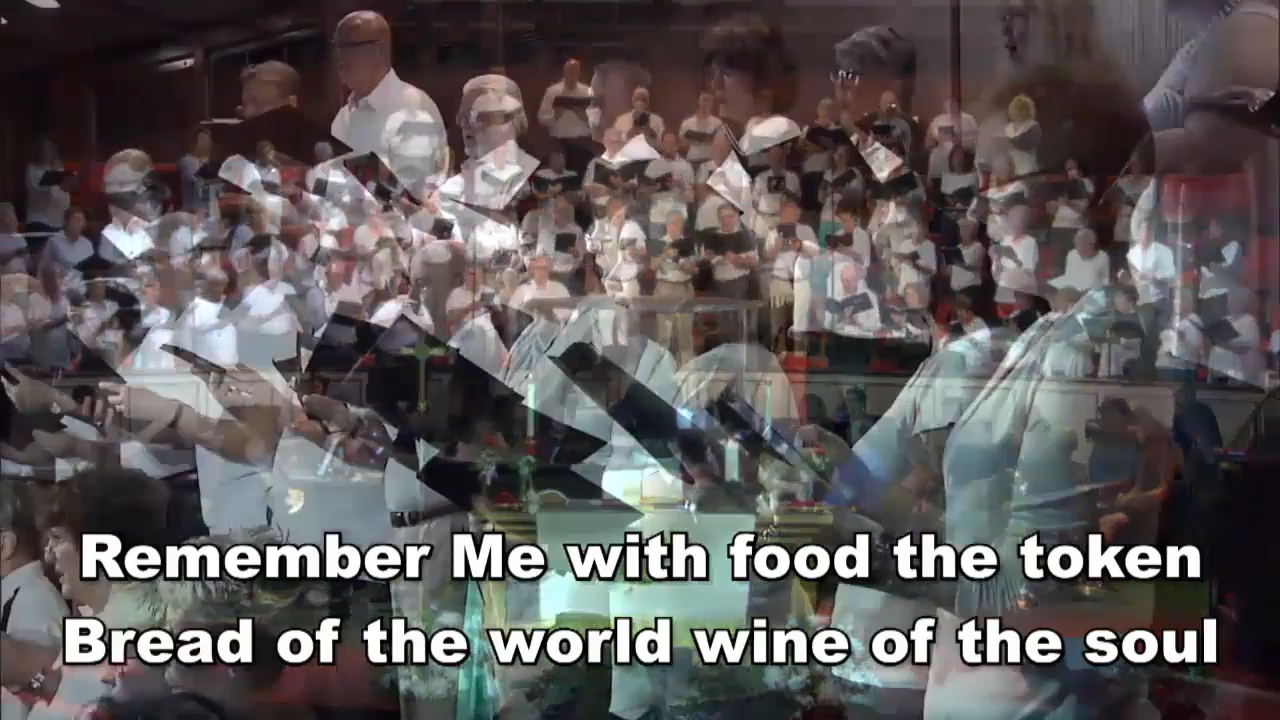 Remember Me with food the token
Bread of the world wine of the soul